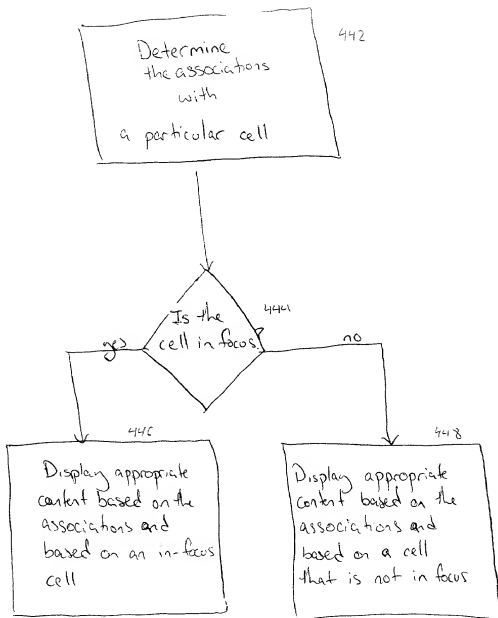 442
Determine
the associations
with
a particular cell
444
Is the
cell in focus?
yes
no
446
448
Display appropriate
content based on the
associations and
based on an in-focus
cell
Display appropriate
content based on the
associations and
based on a cell
that is not in focus